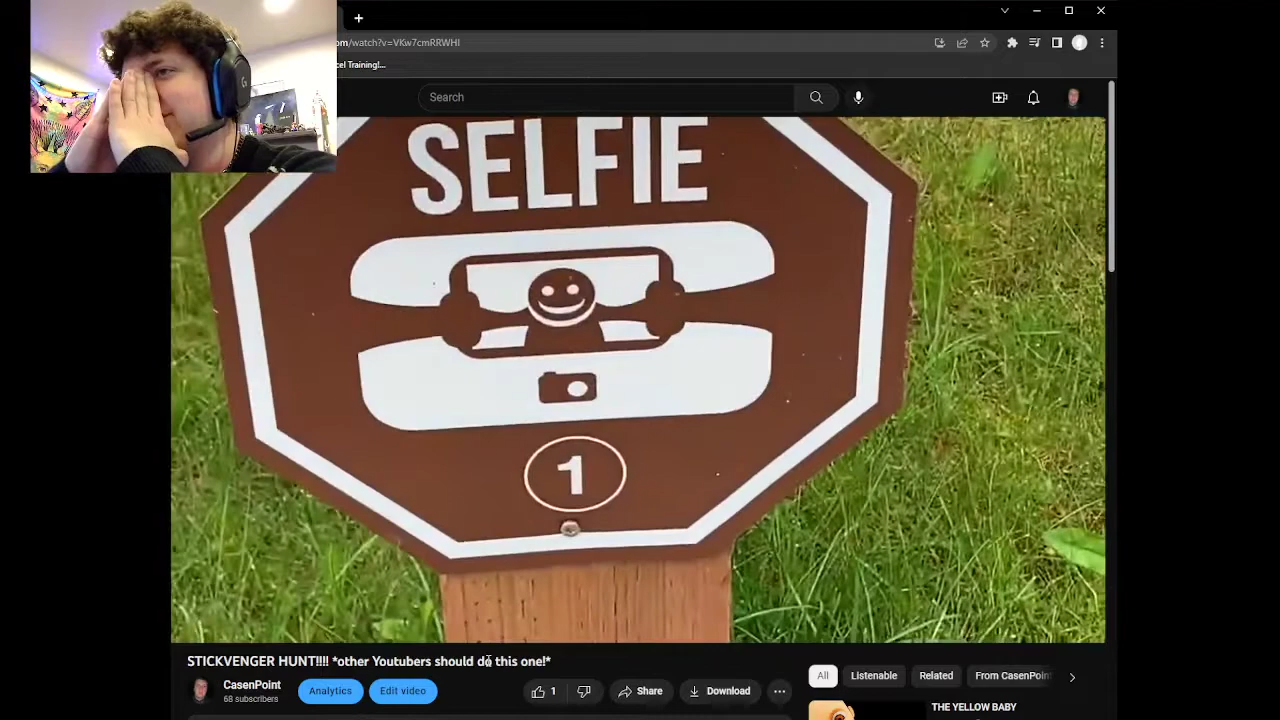 om/watch?v=VKw7cmRRWHI
cel Training!...
Search
SELFIE
1
STICKVENGER HUNT!!!! *other Youtubers should do this one!*
CasenPoint
68 subscribers
Analytics
Edit video
1
Share
Download
All
Listenable
Related
From CasenPoin
THE YELLOW BABY